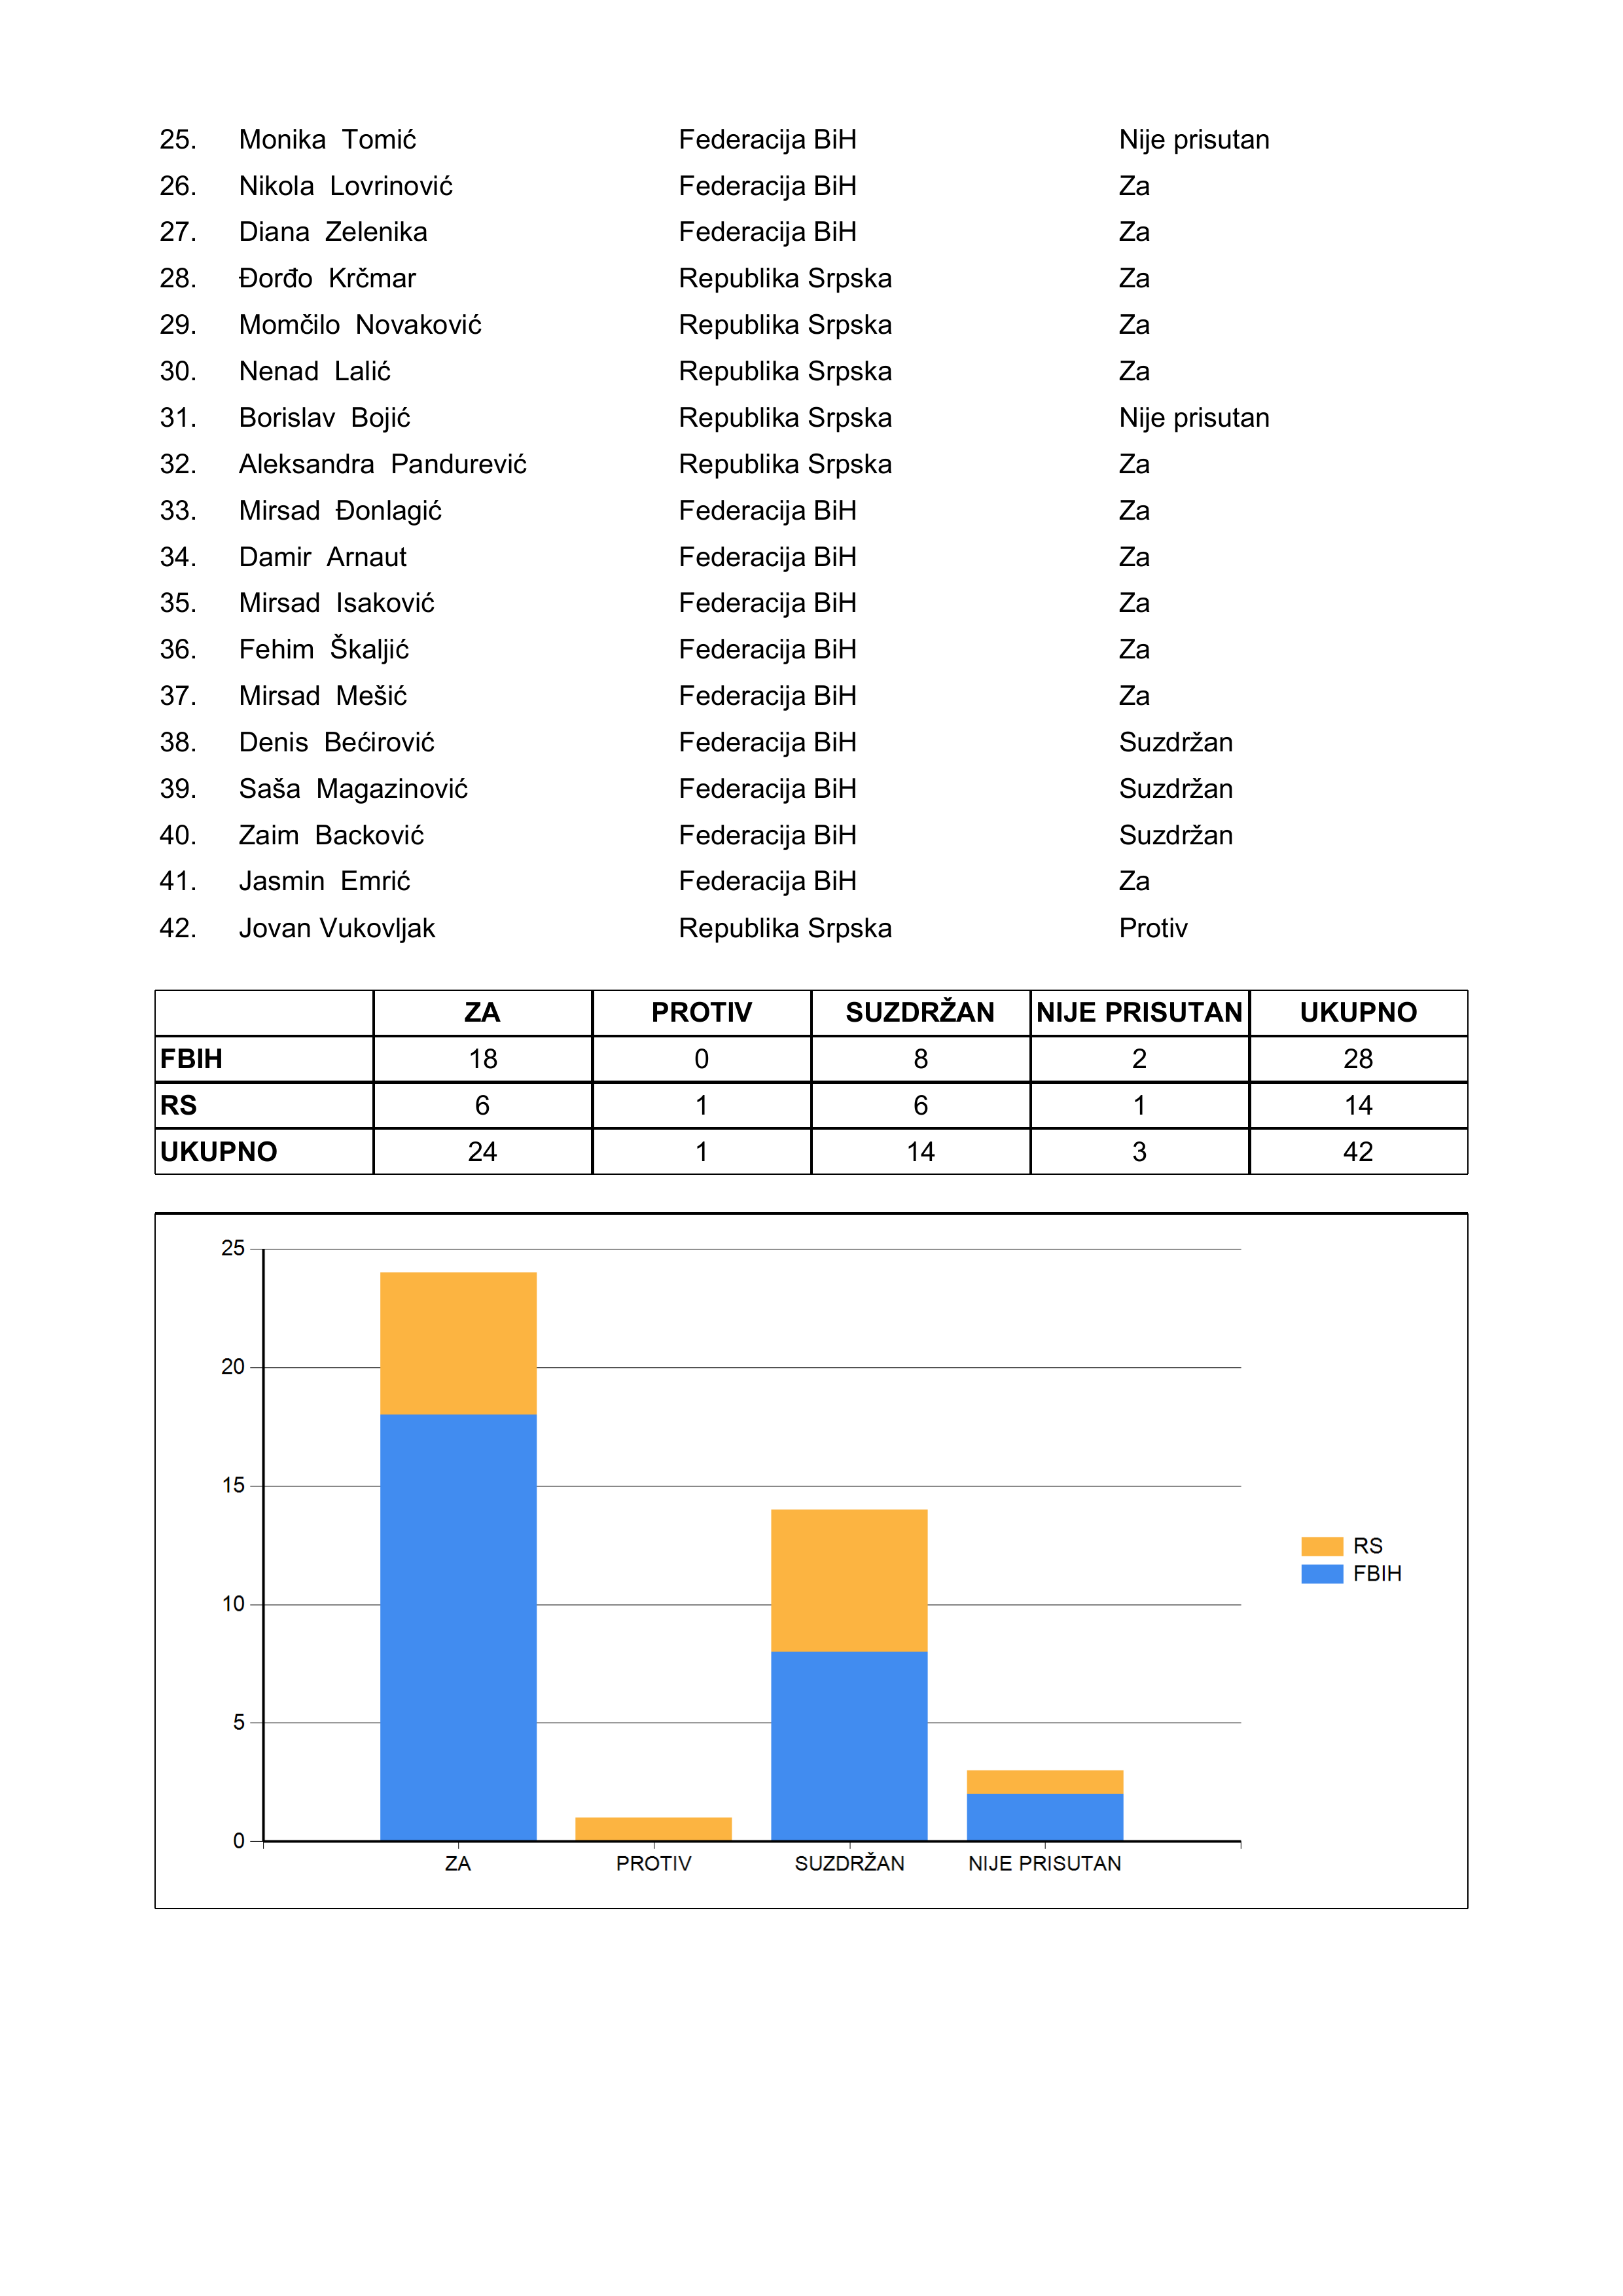 25. Monika Tomić Federacija BiH Nije prisutan
26. Nikola Lovrinović Federacija BiH Za
27. Diana Zelenika Federacija BiH Za
28. Đorđo Krčmar Republika Srpska Za
29. Momčilo Novaković Republika Srpska Za
30. Nenad Lalić Republika Srpska Za
31. Borislav Bojić Republika Srpska Nije prisutan
32. Aleksandra Pandurević Republika Srpska Za
33. Mirsad Đonlagić Federacija BiH Za
34. Damir Arnaut Federacija BiH Za
35. Mirsad Isaković Federacija BiH Za
36. Fehim Škaljić Federacija BiH Za
37. Mirsad Mešić Federacija BiH Za
38. Denis Bećirović Federacija BiH Suzdržan
39. Saša Magazinović Federacija BiH Suzdržan
40. Zaim Backović Federacija BiH Suzdržan
41. Jasmin Emrić Federacija BiH Za
42. Jovan Vukovljak Republika Srpska Protiv
ZA PROTIV SUZDRŽAN NIJE PRISUTAN UKUPNO
FBIH 18 0 8 2 28
RS 6 1 6 1 14
UKUPNO 24 1 14 3 42
25
20
15
10
5
0
ZA PROTIV SUZDRŽAN NIJE PRISUTAN
RS
FBIH